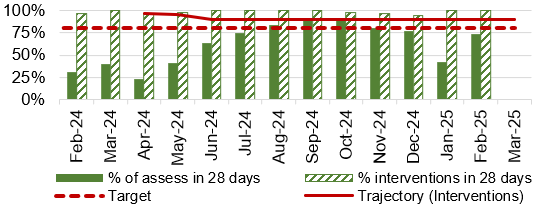 100%
75%
50%
25%
0%
Feb-24
Mar-24
Apr-24
May-24
Jun-24
Jul-24
Aug-24
Sep-24
Oct-24
Nov-24
Dec-24
Jan-25
Feb-25
Mar-25
% of assess in 28 days
% interventions in 28 days
Target
Trajectory (Interventions)